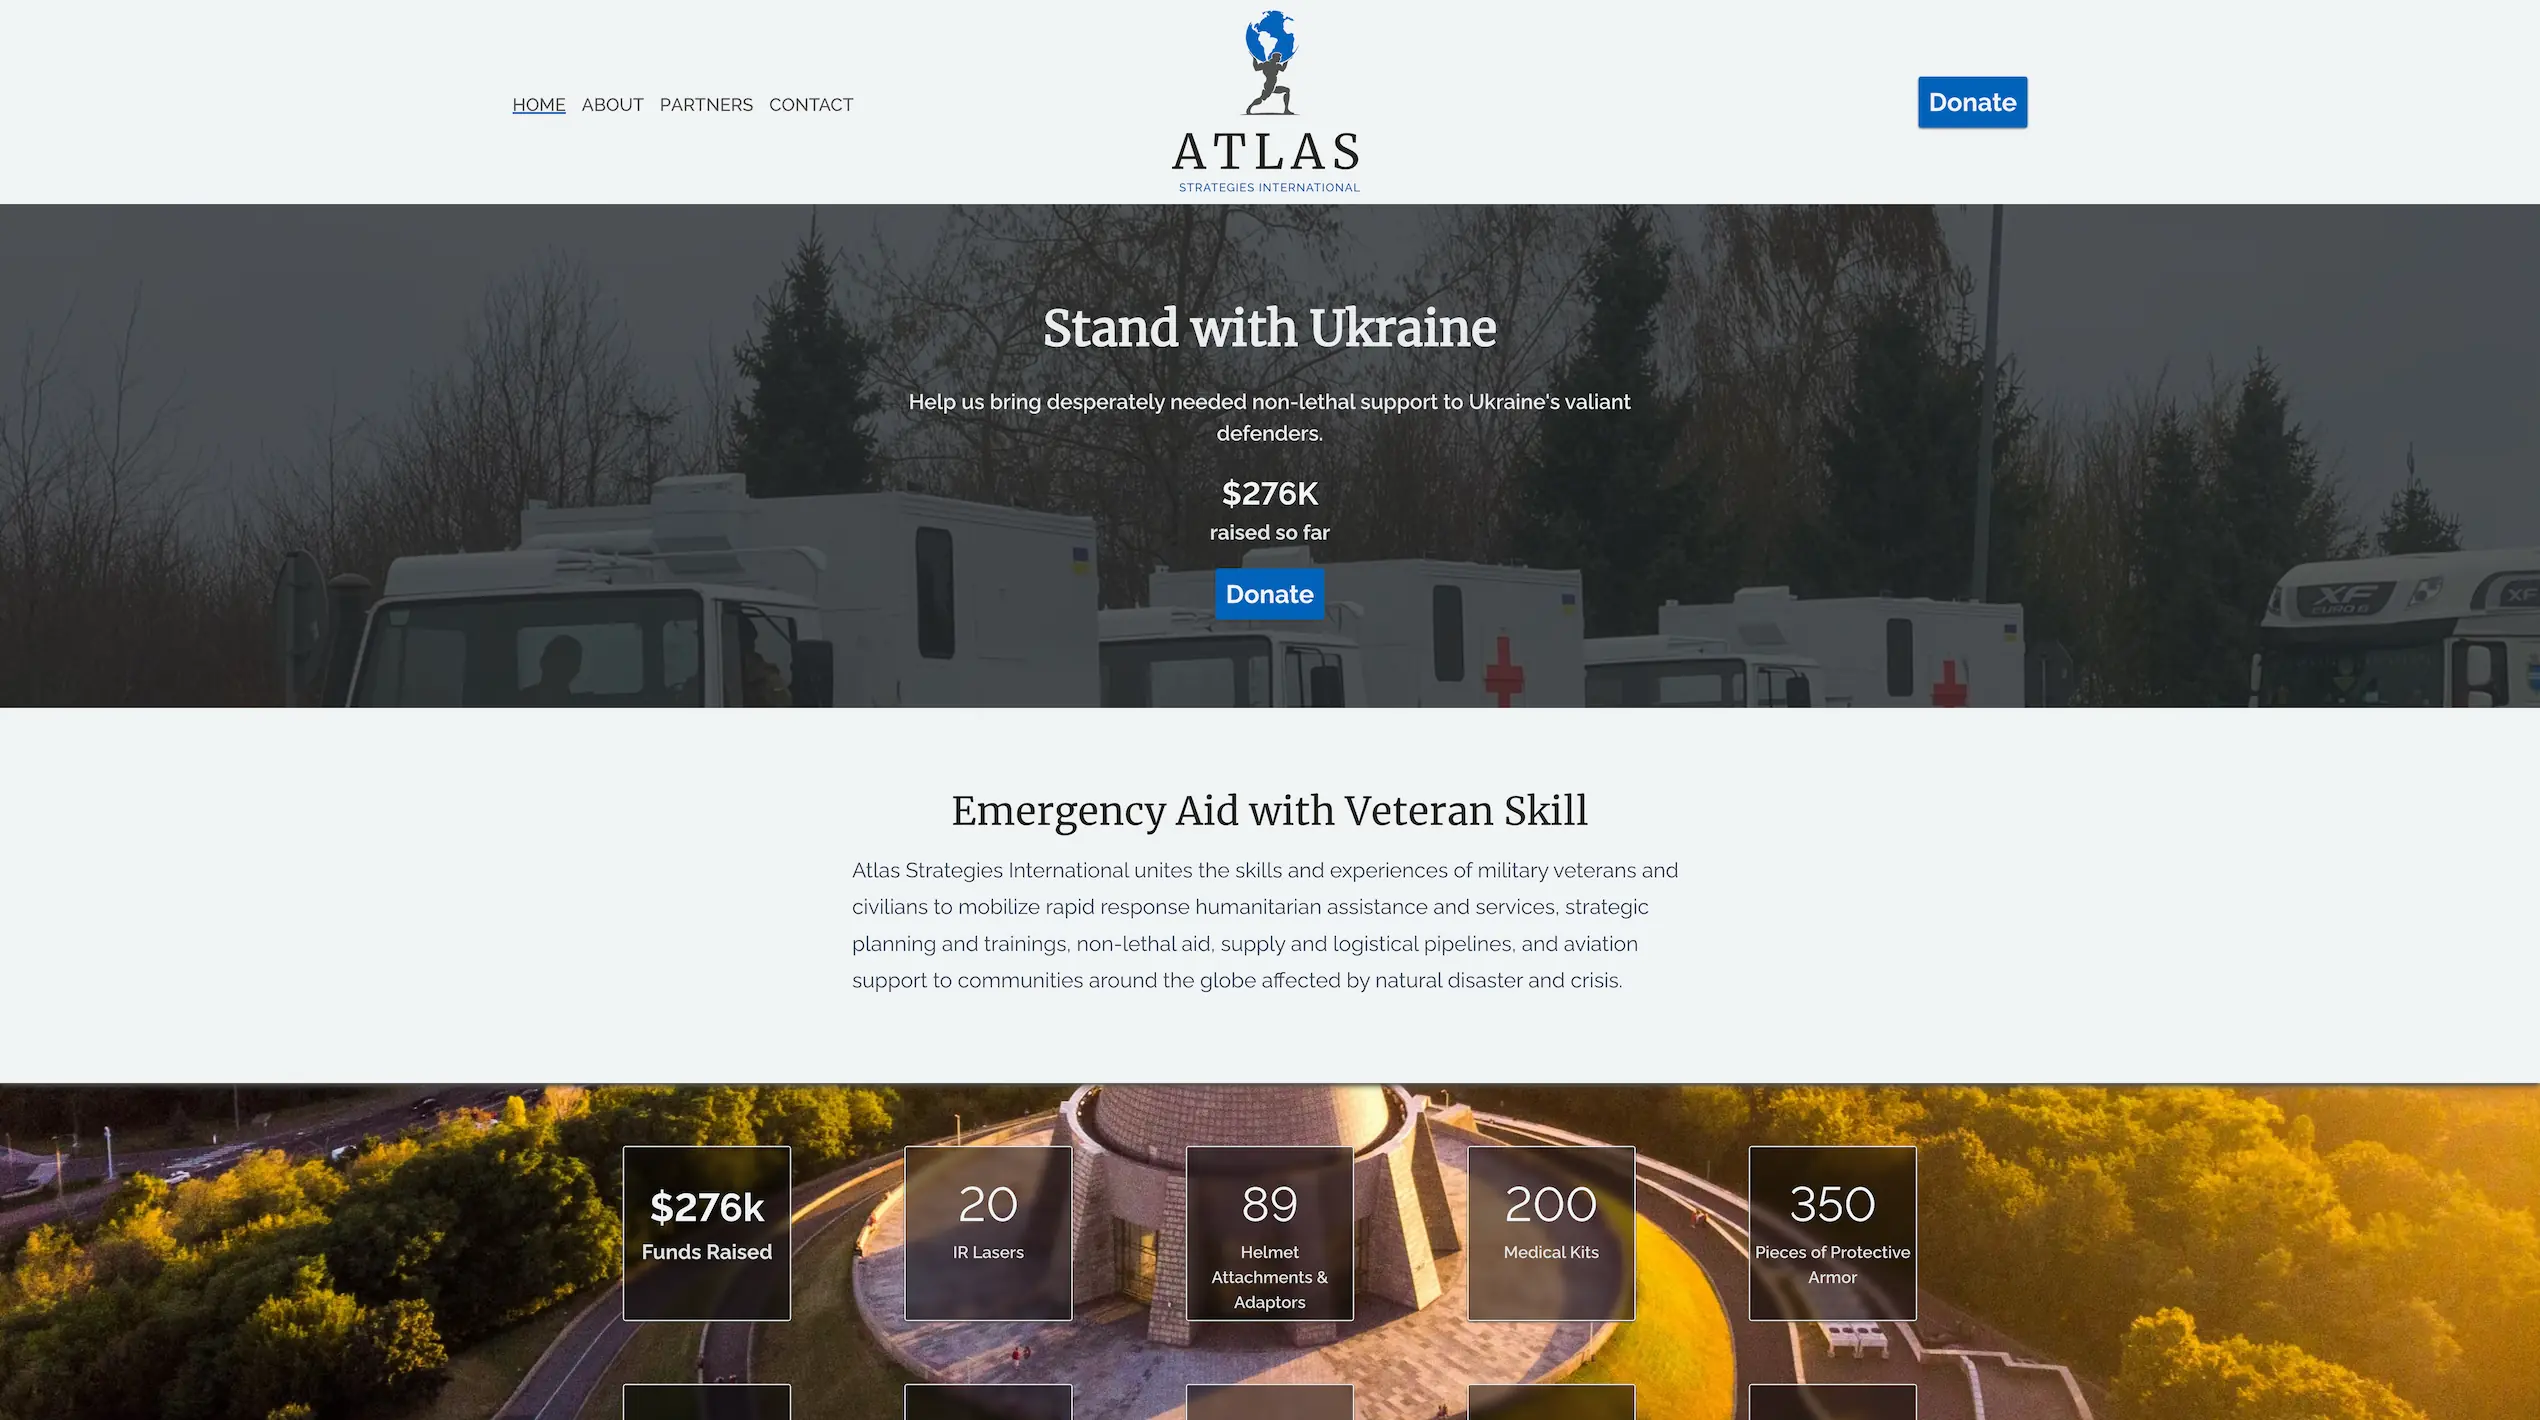 HOME ABOUT PARTNERS CONTACT
ATLAS
STRATEGIES INTERNATIONAL
Donate
Stand with Ukraine
Help us bring desperately needed non-lethal support to Ukraine's valiant
defenders.
$276K
raised so far
Donate
XF
EURO 6
XF
Emergency Aid with Veteran Skill
Atlas Strategies International unites the skills and experiences of military veterans and
civilians to mobilize rapid response humanitarian assistance and services, strategic
planning and trainings, non-lethal aid, supply and logistical pipelines, and aviation
support to communities around the globe affected by natural disaster and crisis.
$276k
Funds Raised
20
IR Lasers
89
Helmet
Attachments &
Adaptors
200
Medical Kits
350
Pieces of Protective
Armor